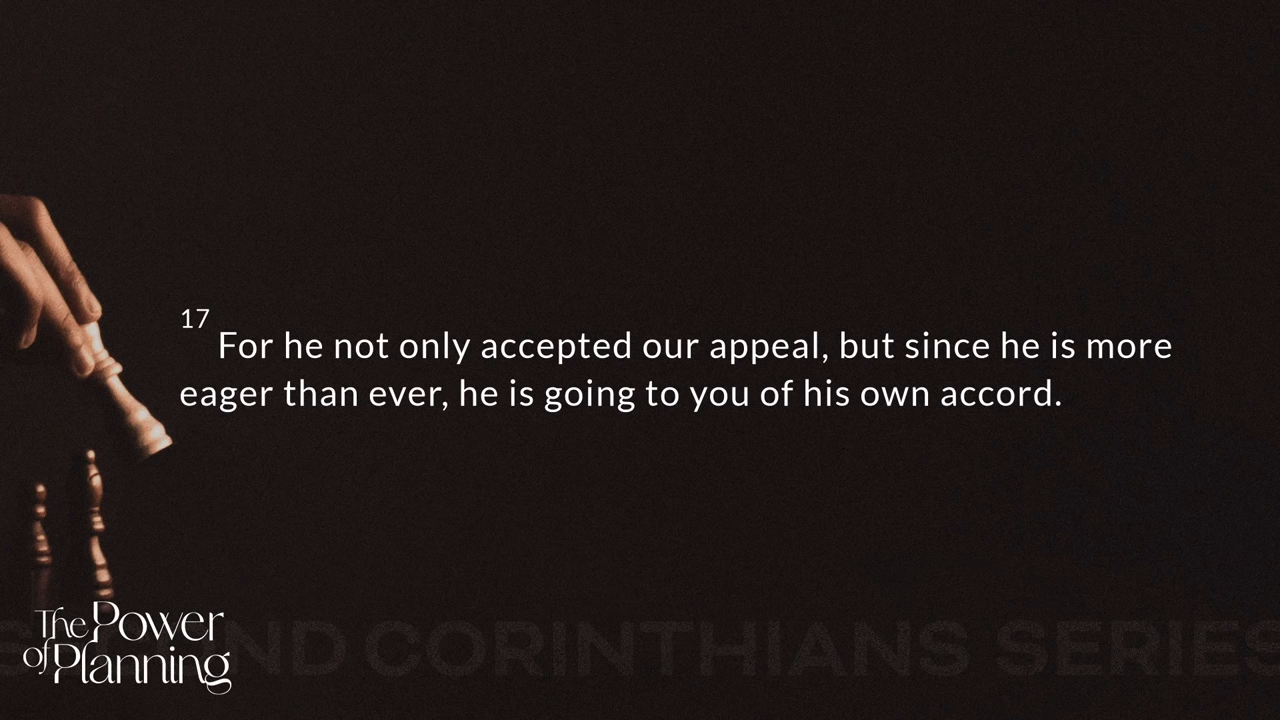 17
For he not only accepted our appeal, but since he is more
eager than ever, he is going to you of his own accord.
The Power
of Planning
ND CORINTHIANS SERIES